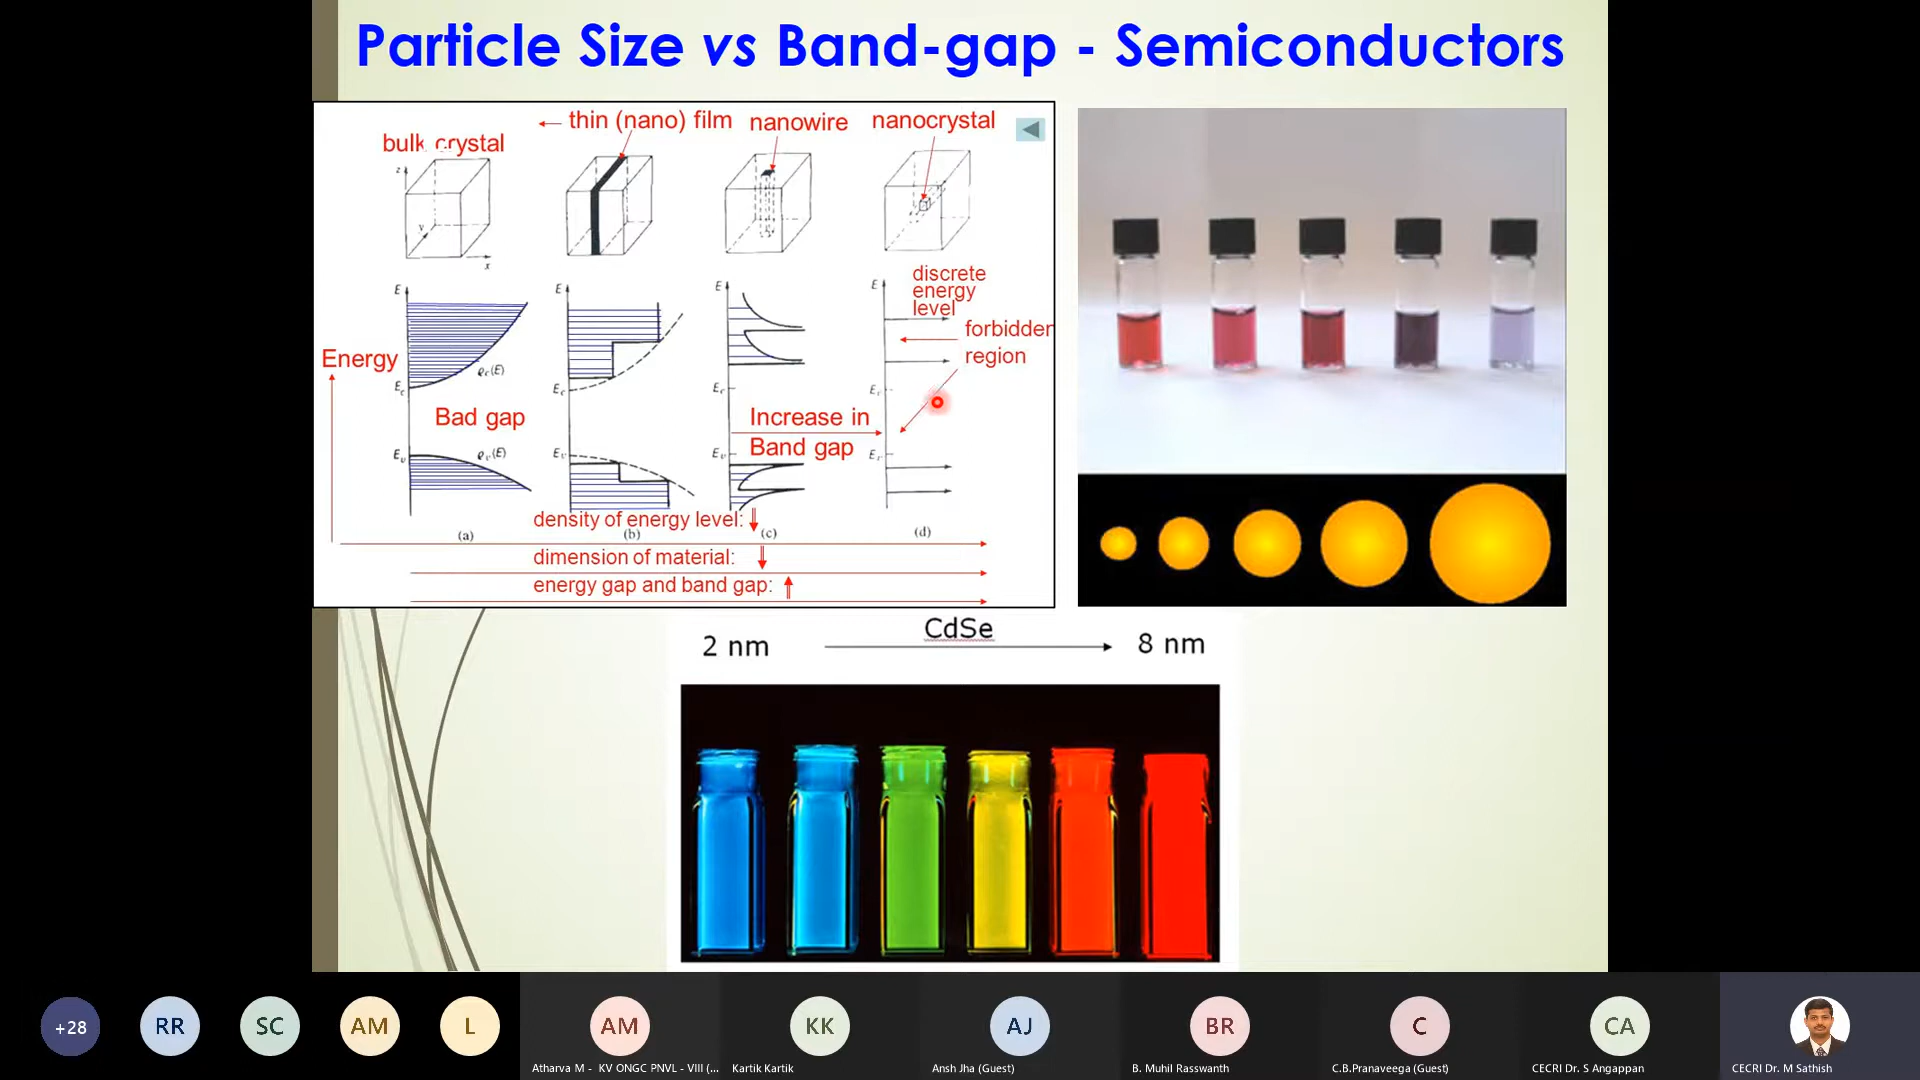 Particle Size vs Band-gap - Semiconductors
bulk crystal
thin (nano) film
nanowire
nanocrystal
z
y
x
E
E
E
E
discrete
energy
level
forbidden
region
Energy
ρc(E)
Ec
Ec
Ec
Ec
Bad gap
Increase in
Band gap
Ev
ρv(E)
Ev
Ev
Ev
density of energy level:
(a)
(b)
(c)
(d)
dimension of material:
energy gap and band gap:
2 nm
CdSe
8 nm
+28
RR
SC
AM
L
AM
KK
AJ
BR
C
CA
Atharva M - KV ONGC PNVL - VIII (...
Kartik Kartik
Ansh Jha (Guest)
B. Muhil Rasswanth
C.B.Pranaveega (Guest)
CECRI Dr. S Angappan
CECRI Dr. M Sathish